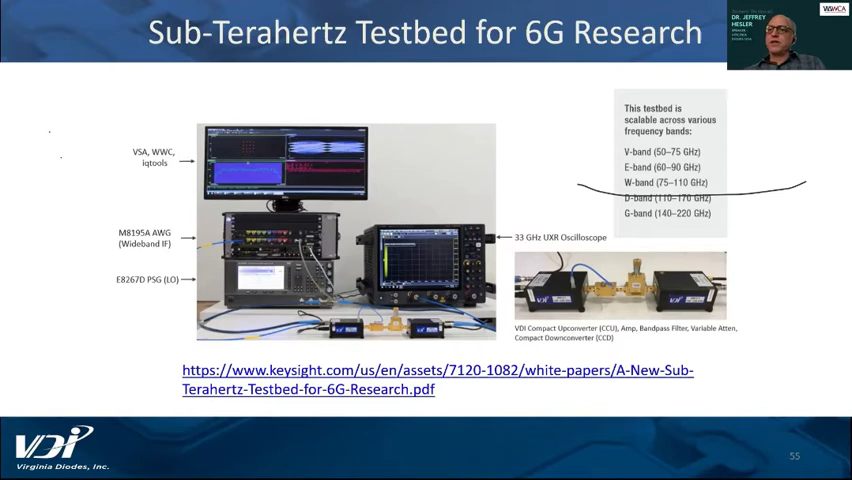 Sub-Terahertz Testbed for 6G Research
DR. JEFFREY
HESLER
VIWMCA
This testbed is
scalable across various
frequency bands:
V-band (50–75 GHz)
E-band (60–90 GHz)
W-band (75–110 GHz)
D-band (110–170 GHz)
G-band (140–220 GHz)
VSA, WWC,
iqtools
M8195A AWG
(Wideband IF)
E8267D PSG (LO)
33 GHz UXR Oscilloscope
VDI
VDI
VDI Compact Upconverter (CCU), Amp, Bandpass Filter, Variable Atten,
Compact Downconverter (CCD)
https://www.keysight.com/us/en/assets/7120-1082/white-papers/A-New-Sub-
Terahertz-Testbed-for-6G-Research.pdf
VDI
Virginia Diodes, Inc.
55